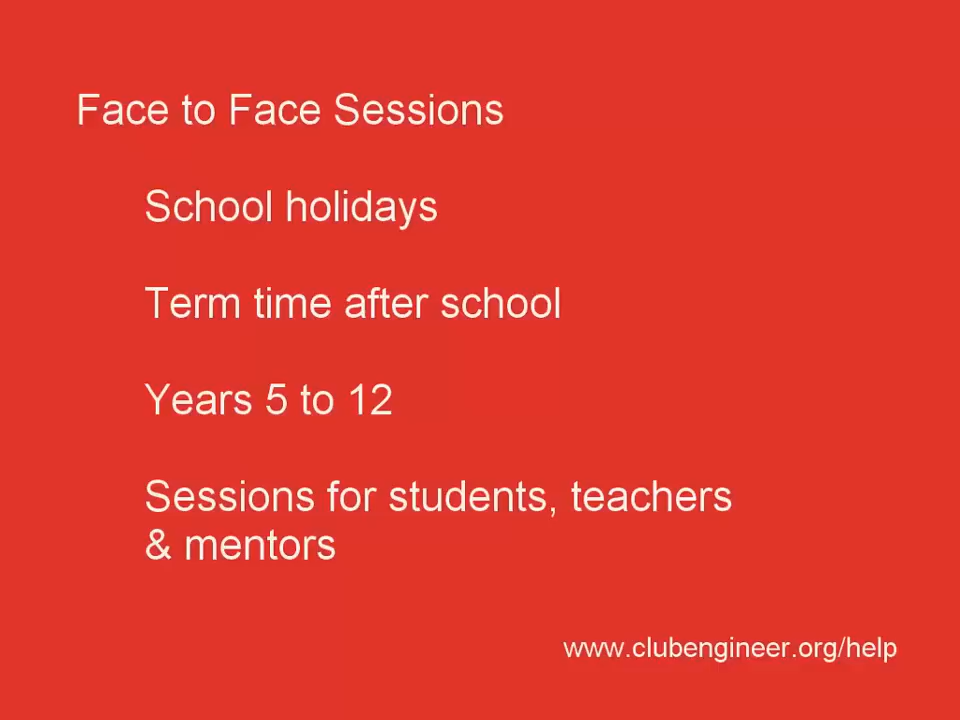 Face to Face Sessions
School holidays
Term time after school
Years 5 to 12
Sessions for students, teachers
& mentors
www.clubengineer.org/help